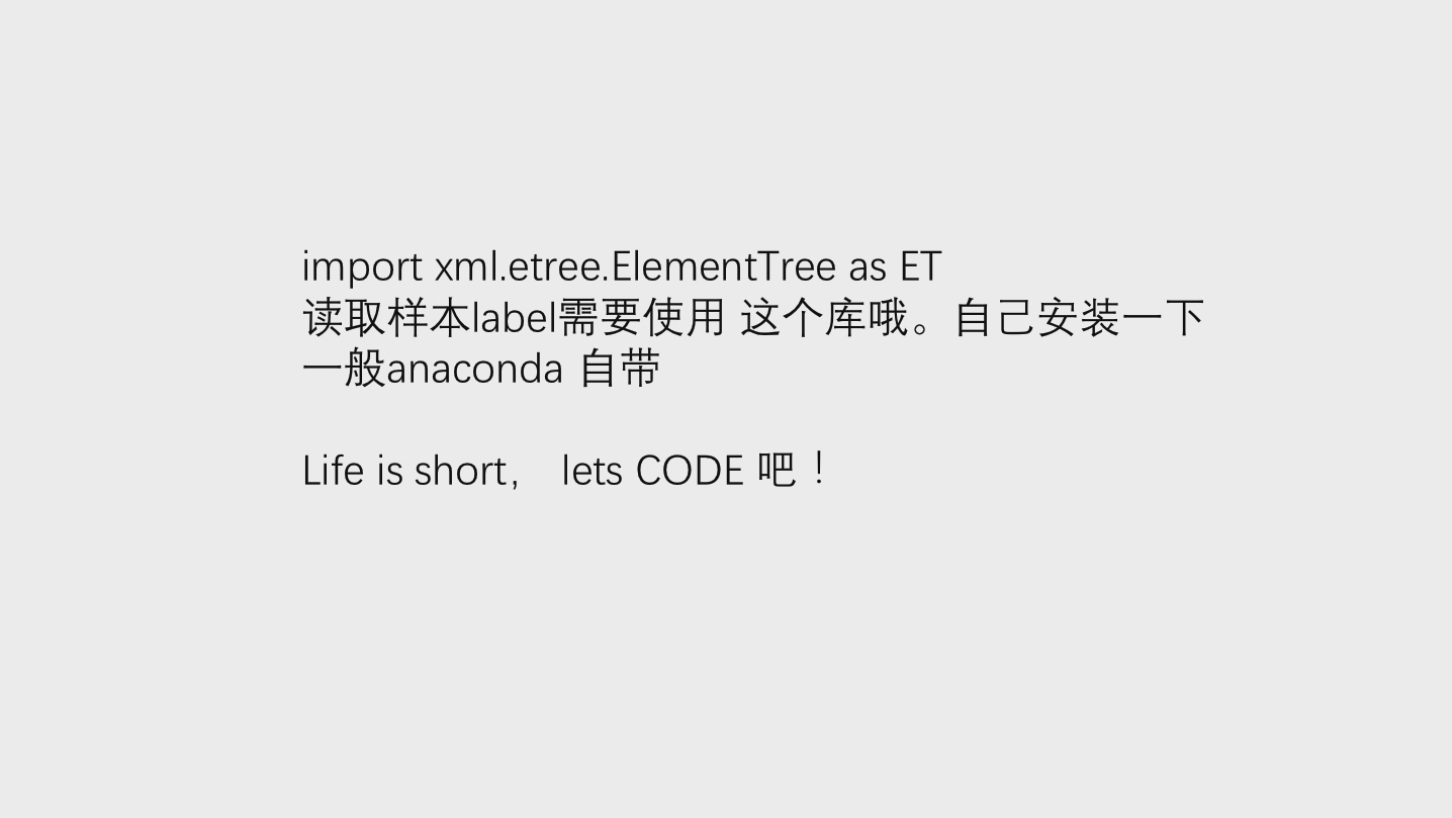 import xml.etree.ElementTree as ET
读取样本label需要使用 这个库哦。自己安装一下
一般anaconda 自带
Life is short， lets CODE 吧！